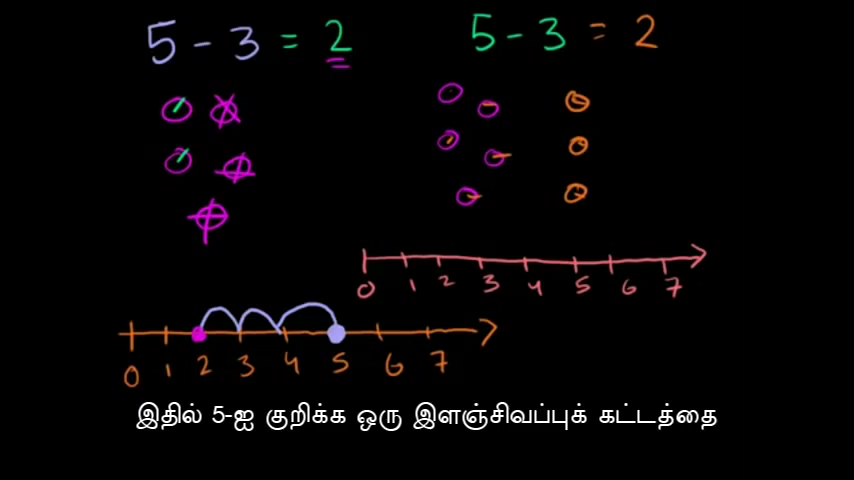 5 - 3 = 2
5 - 3 = 2
0 1 2 3 4 5 6 7
0 1 2 3 4 5 6 7
இதில் 5-ஐ குறிக்க ஒரு இளஞ்சிவப்புக் கட்டத்தை